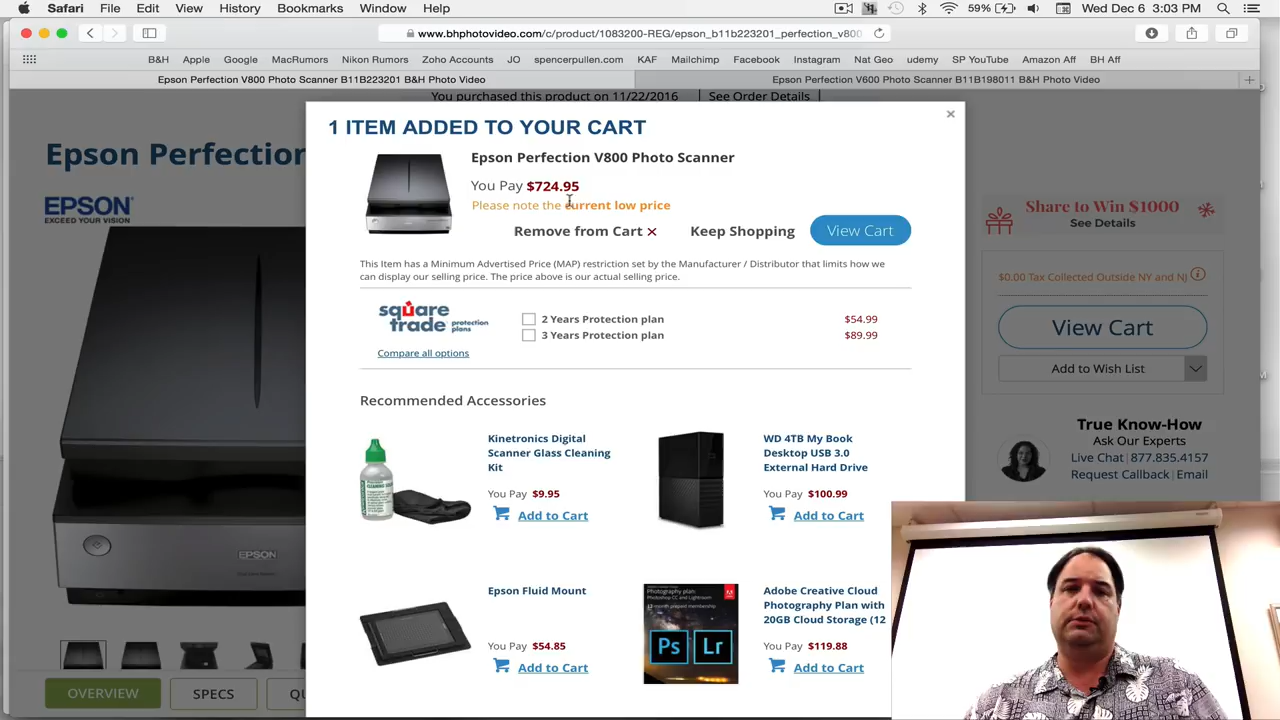 Safari File Edit View History Bookmarks Window Help 59% Wed Dec 6 3:03 PM
www.bhphotovideo.com/c/product/1083200-REG/epson_b11b223201_perfection_v800
B&H Apple Google MacRumors Nikon Rumors Zoho Accounts JO spencerpullen.com KAF Mailchimp Facebook Instagram Nat Geo udemy SP YouTube Amazon Aff BH Aff
Epson Perfection V800 Photo Scanner B11B223201 B&H Photo Video
Epson Perfection V600 Photo Scanner B11B198011 B&H Photo Video
You purchased this product on 11/22/2016 | See Order Details |
Epson Perfection
EPSON
EXCEED YOUR VISION
1 ITEM ADDED TO YOUR CART
Epson Perfection V800 Photo Scanner
You Pay $724.95
Please note the current low price
Remove from Cart × Keep Shopping View Cart
This Item has a Minimum Advertised Price (MAP) restriction set by the Manufacturer / Distributor that limits how we
can display our selling price. The price above is our actual selling price.
square
trade protection
plans
Compare all options
2 Years Protection plan $54.99
3 Years Protection plan $89.99
Recommended Accessories
Kinetronics Digital
Scanner Glass Cleaning
Kit
You Pay $9.95
Add to Cart
WD 4TB My Book
Desktop USB 3.0
External Hard Drive
You Pay $100.99
Add to Cart
Epson Fluid Mount
You Pay $54.85
Add to Cart
Photography plan:
Ps Lr
Adobe Creative Cloud
Photography Plan with
20GB Cloud Storage (12
You Pay $119.88
Add to Cart
Share to Win $1000
See Details
$0.00 Tax Collected Outside NY and NJ
View Cart
Add to Wish List
True Know-How
Ask Our Experts
Live Chat | 877.835.4157
Request Callback | Email
EPSON
OVERVIEW SPECS QU